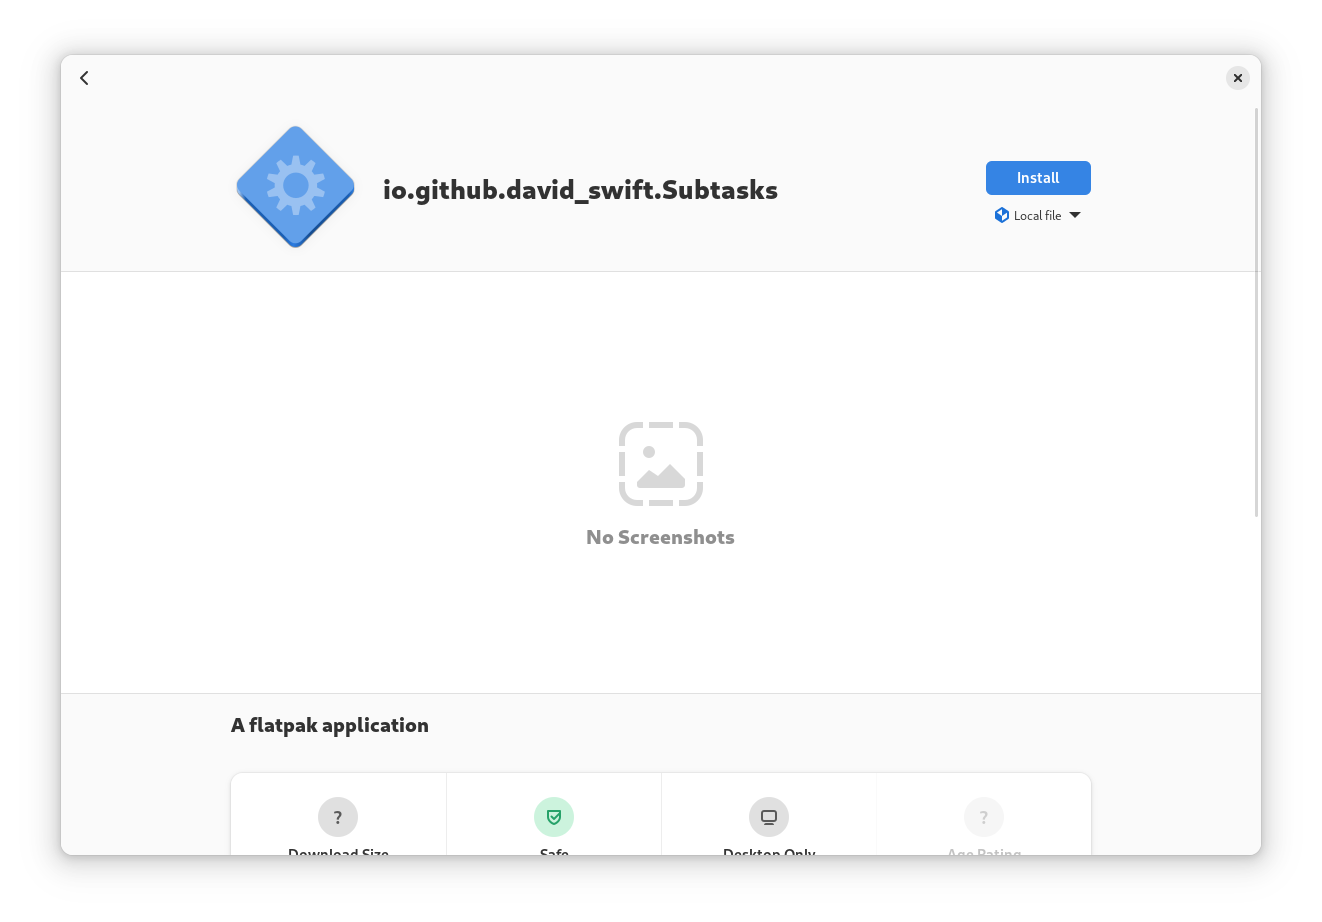 io.github.david_swift.Subtasks
Install
Local file
No Screenshots
A flatpak application
?
?
Download Size
Safe
Desktop Only
Age Rating